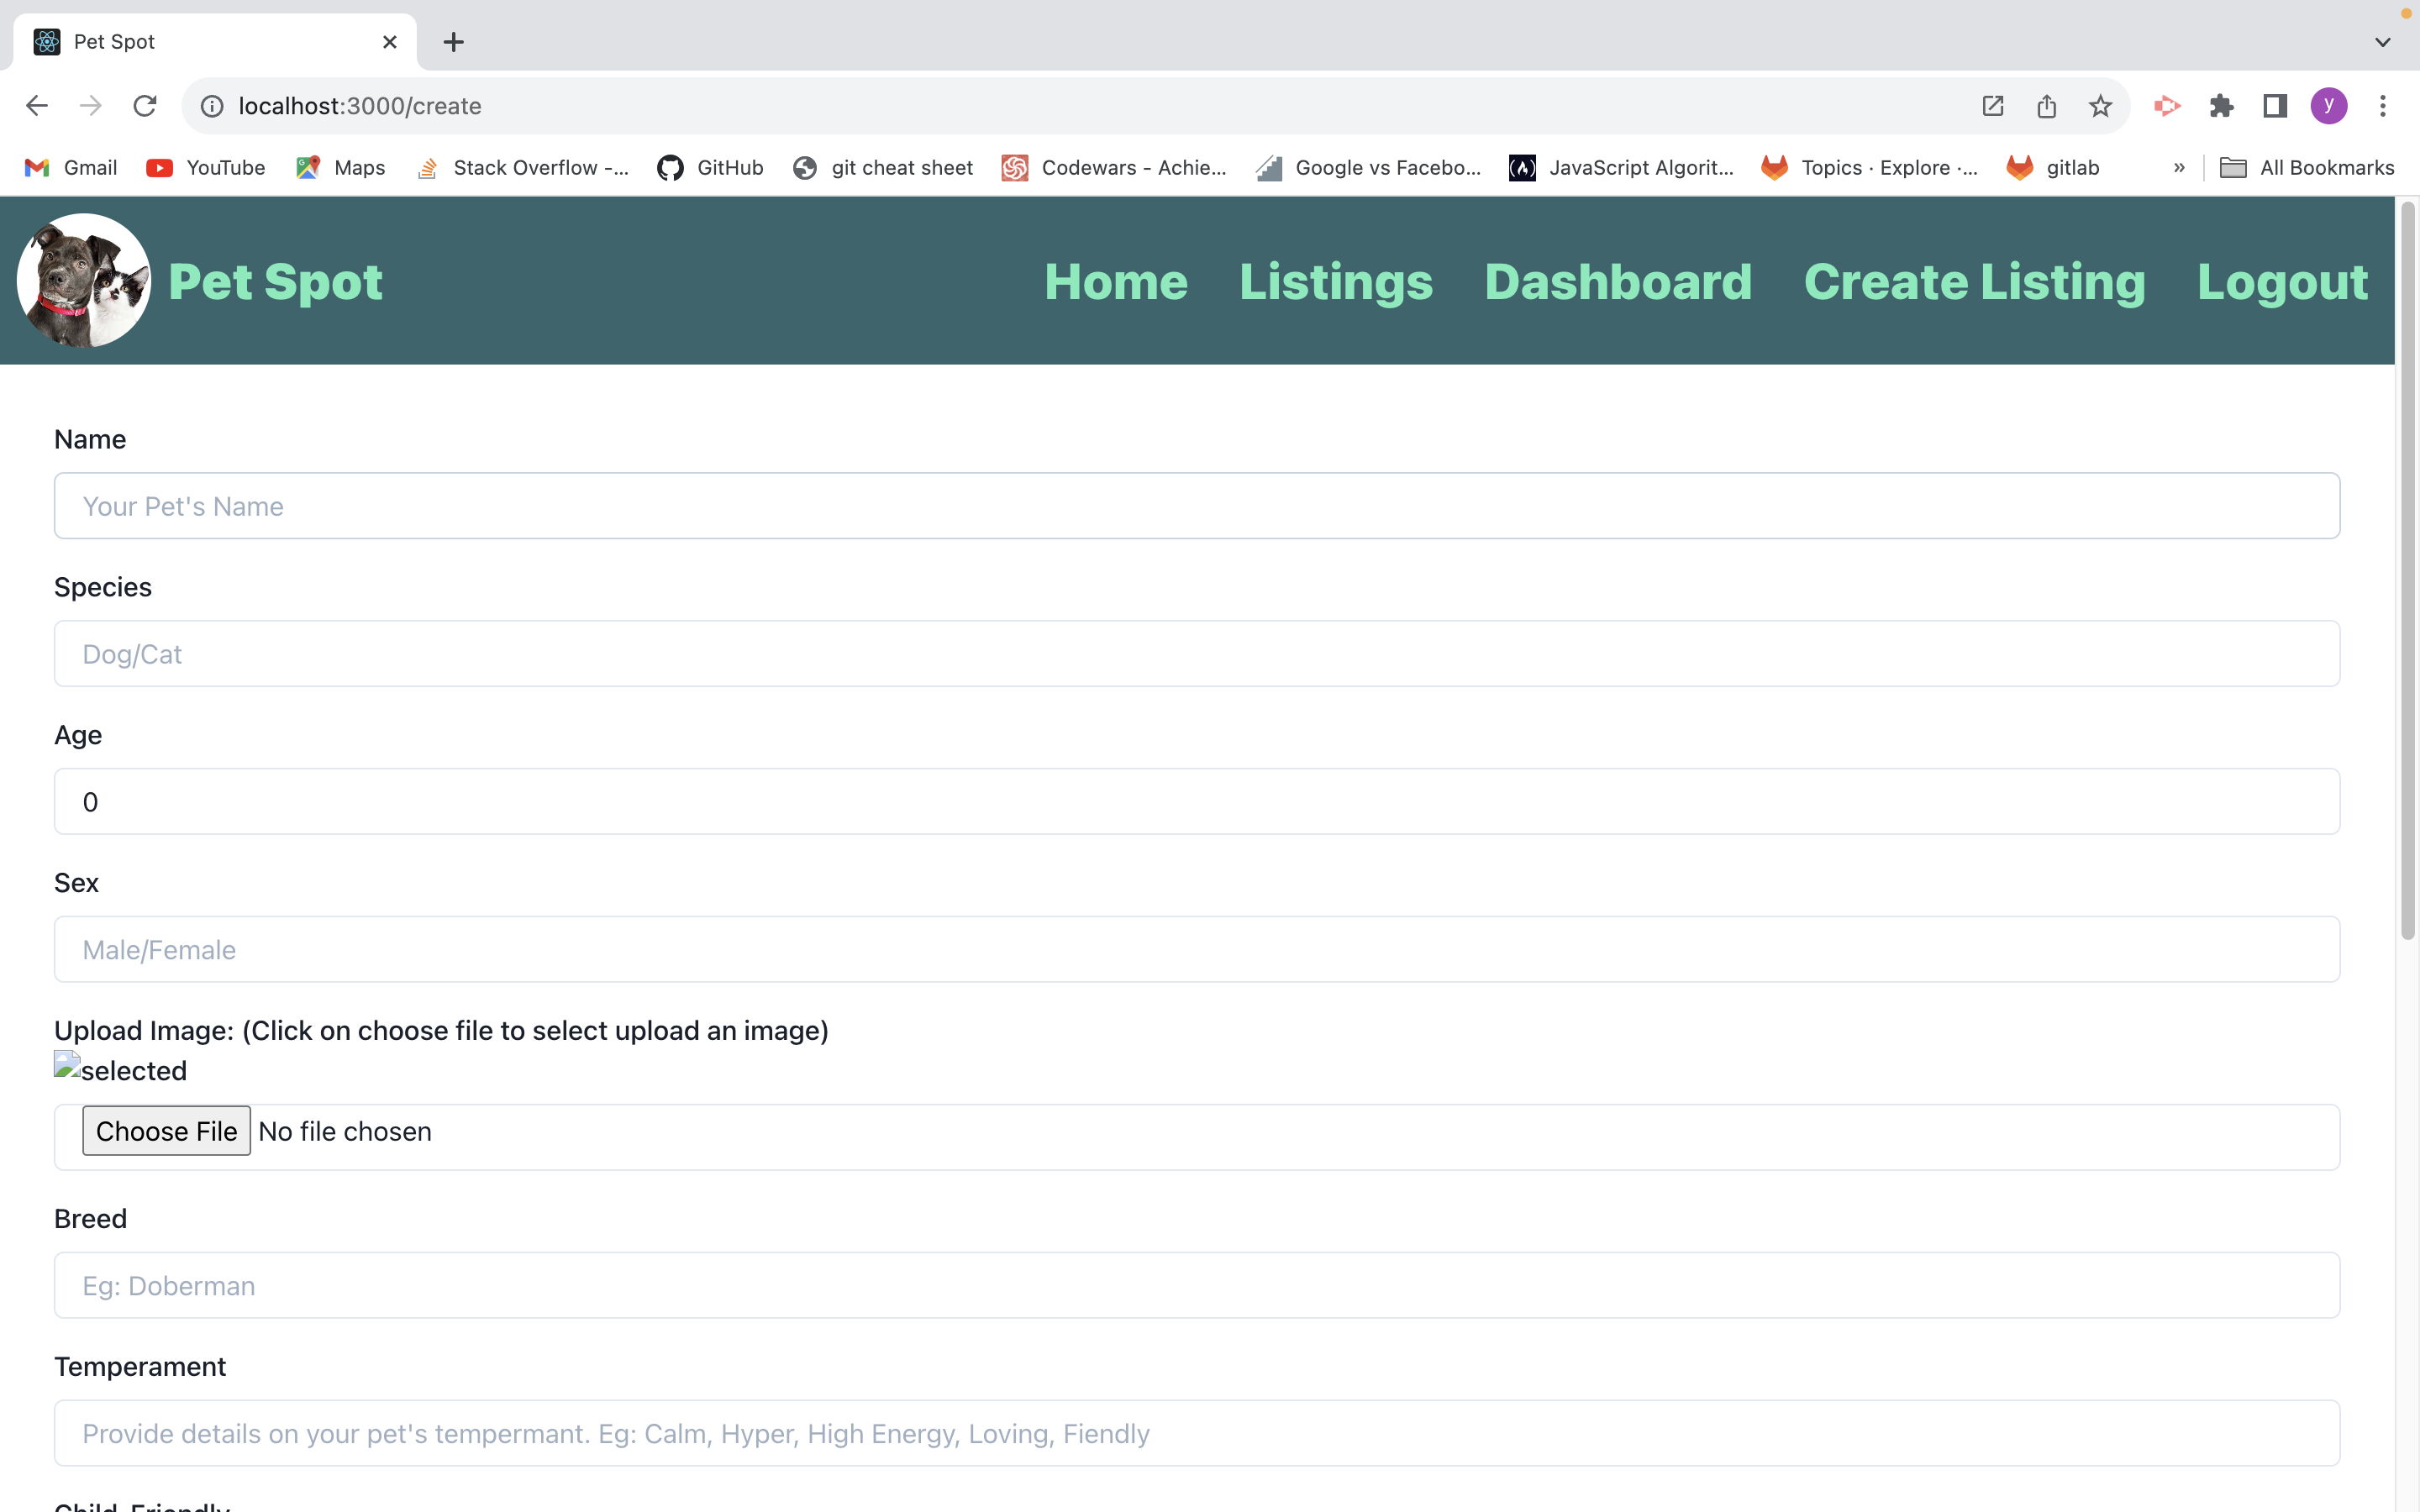 Pet Spot
localhost:3000/create
y
Gmail YouTube Maps Stack Overflow -... GitHub git cheat sheet Codewars - Achie... Google vs Facebo... JavaScript Algorit... Topics · Explore ·... gitlab » All Bookmarks
Pet Spot Home Listings Dashboard Create Listing Logout
Name
Your Pet's Name
Species
Dog/Cat
Age
0
Sex
Male/Female
Upload Image: (Click on choose file to select upload an image)
selected
Choose File No file chosen
Breed
Eg: Doberman
Temperament
Provide details on your pet's tempermant. Eg: Calm, Hyper, High Energy, Loving, Fiendly
Child-Friendly